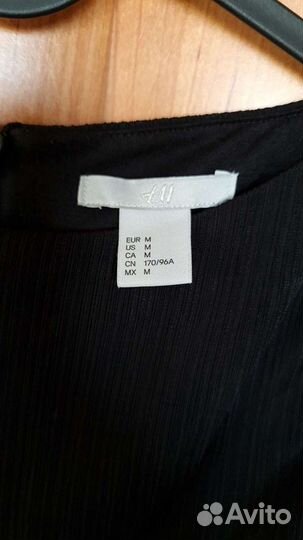 H&M
EUR M
US M
CA M
CN 170/96A
MX M
Avito